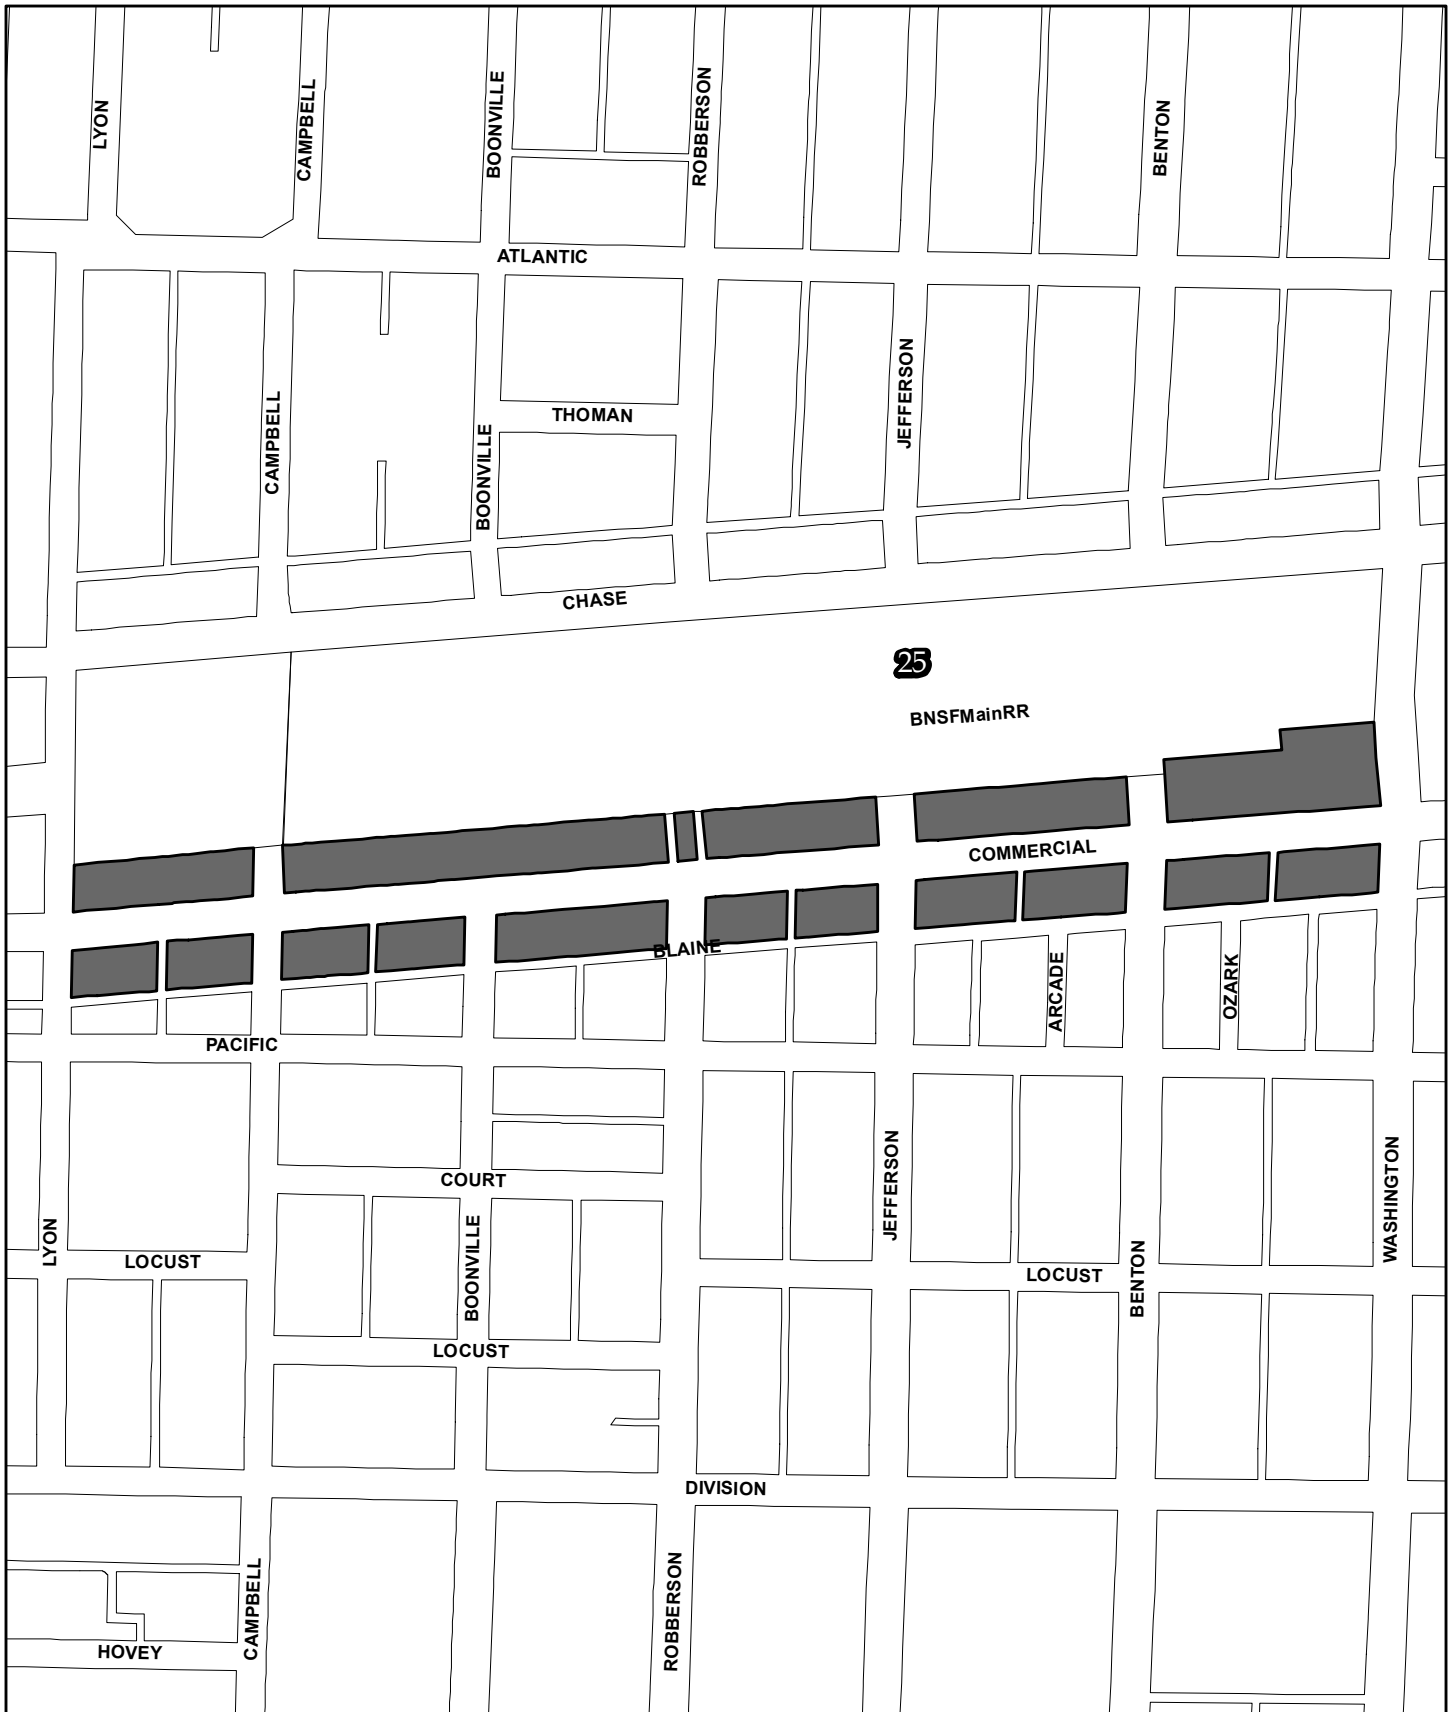 LYON
CAMPBELL
BOONVILLE
ROBBERSON
BENTON
ATLANTIC
CAMPBELL
BOONVILLE
THOMAN
JEFFERSON
CHASE
25
BNSFMainRR
COMMERCIAL
BLAINE
ARCADE
OZARK
PACIFIC
COURT
JEFFERSON
WASHINGTON
LYON
LOCUST
BOONVILLE
LOCUST
BENTON
LOCUST
DIVISION
CAMPBELL
ROBBERSON
HOVEY